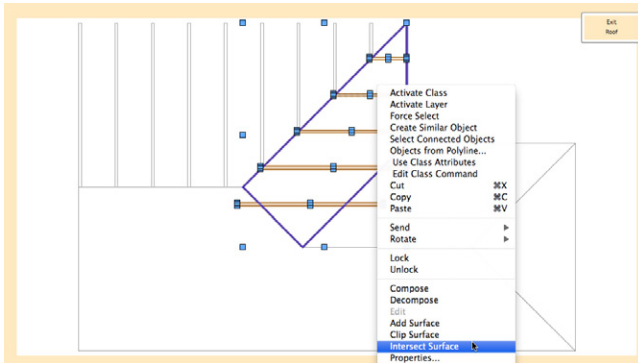 Exit
Roof
Activate Class
Activate Layer
Force Select
Create Similar Object
Select Connected Objects
Objects from Polyline...
Use Class Attributes
Edit Class Command
Cut ⌘X
Copy ⌘C
Paste ⌘V
Send
Rotate
Lock
Unlock
Compose
Decompose
Edit
Add Surface
Clip Surface
Intersect Surface
Properties...